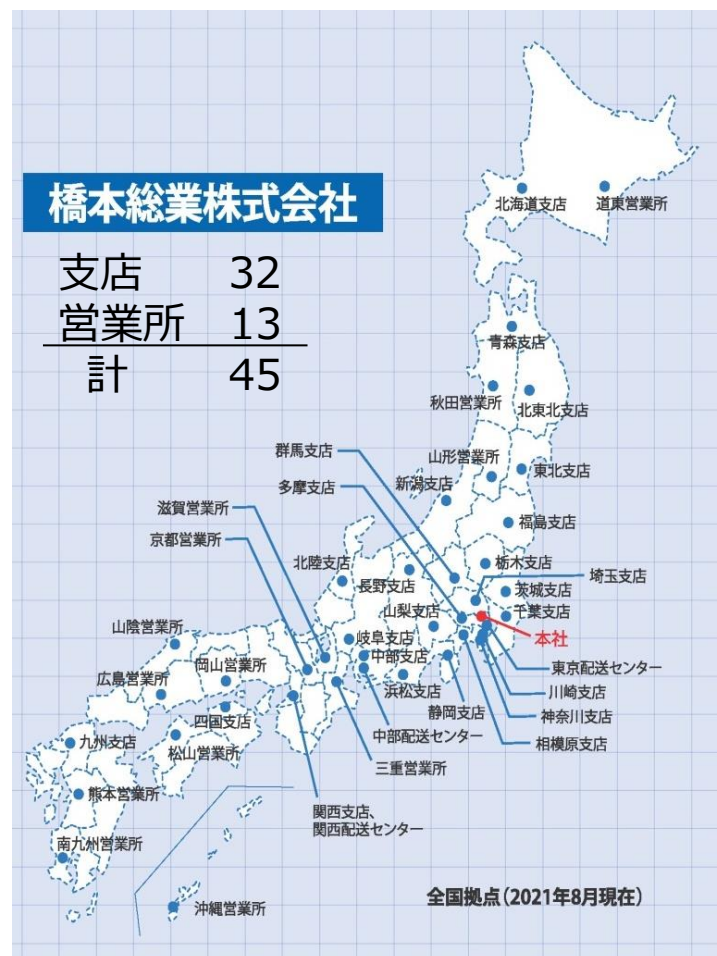 橋本総業株式会社
支店 32
営業所 13
計 45
北海道支店
道東営業所
青森支店
秋田営業所
北東北支店
群馬支店
山形営業所
東北支店
多摩支店
新潟支店
滋賀営業所
福島支店
京都営業所
北陸支店
長野支店
栃木支店
埼玉支店
茨城支店
山梨支店
千葉支店
山陰営業所
岐阜支店
本社
岡山営業所
中部支店
東京配送センター
広島営業所
浜松支店
静岡支店
川崎支店
四国支店
中部配送センター
神奈川支店
九州支店
松山営業所
相模原支店
三重営業所
熊本営業所
関西支店、
関西配送センター
南九州営業所
沖縄営業所
全国拠点(2021年8月現在)